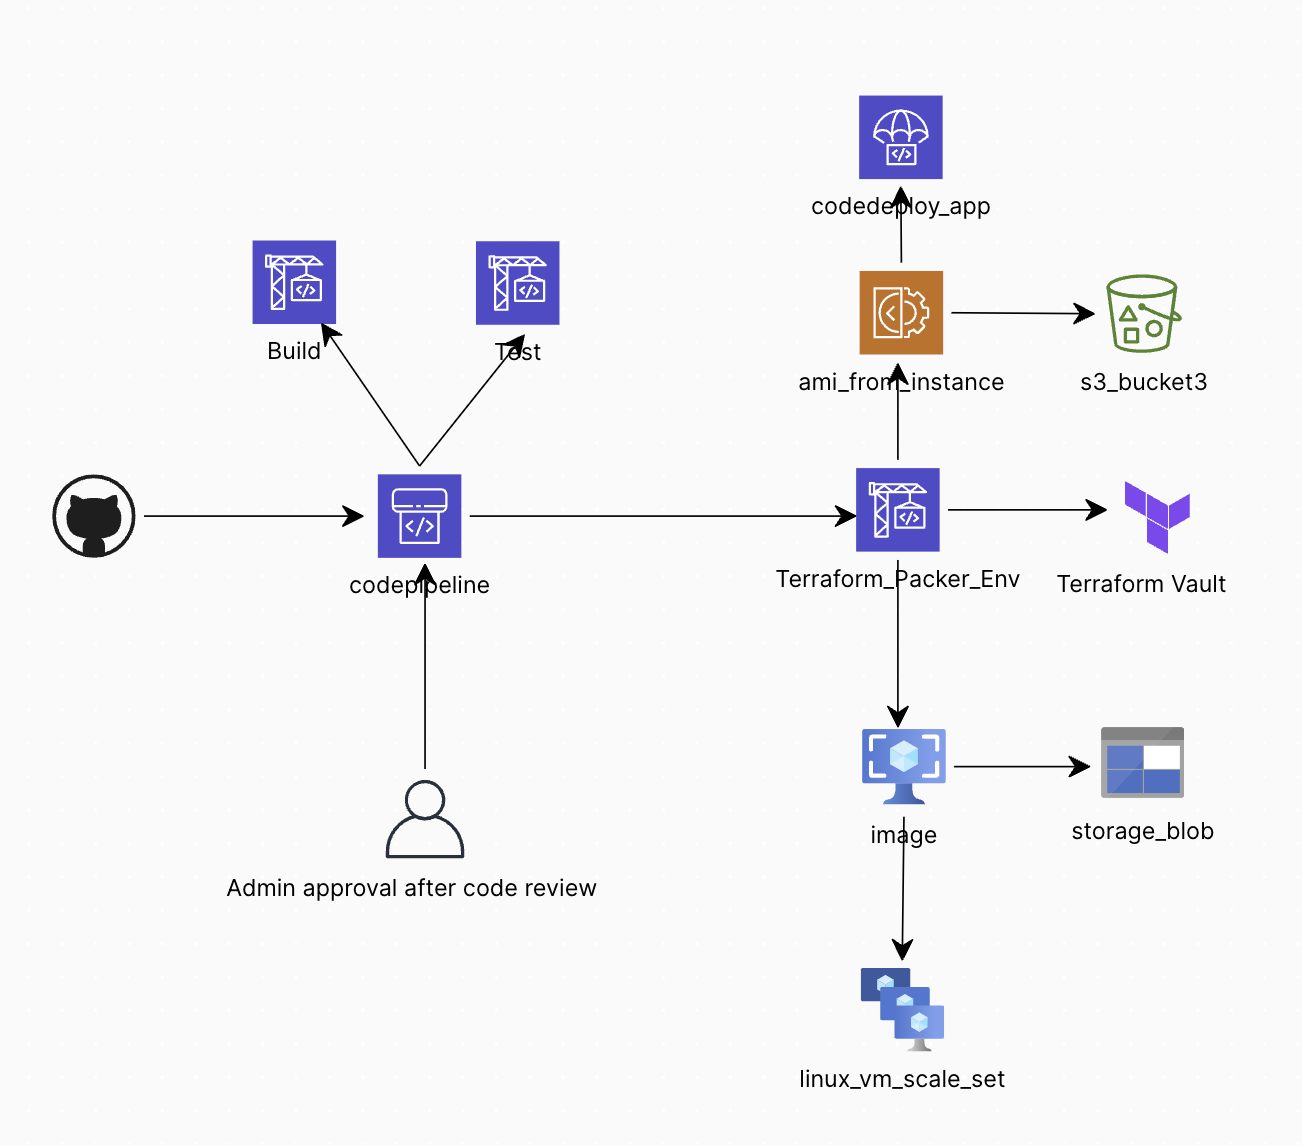 codedeploy_app
Build
Test
ami_from_instance
s3_bucket3
codepipeline
Terraform_Packer_Env
Terraform Vault
image
storage_blob
Admin approval after code review
linux_vm_scale_set